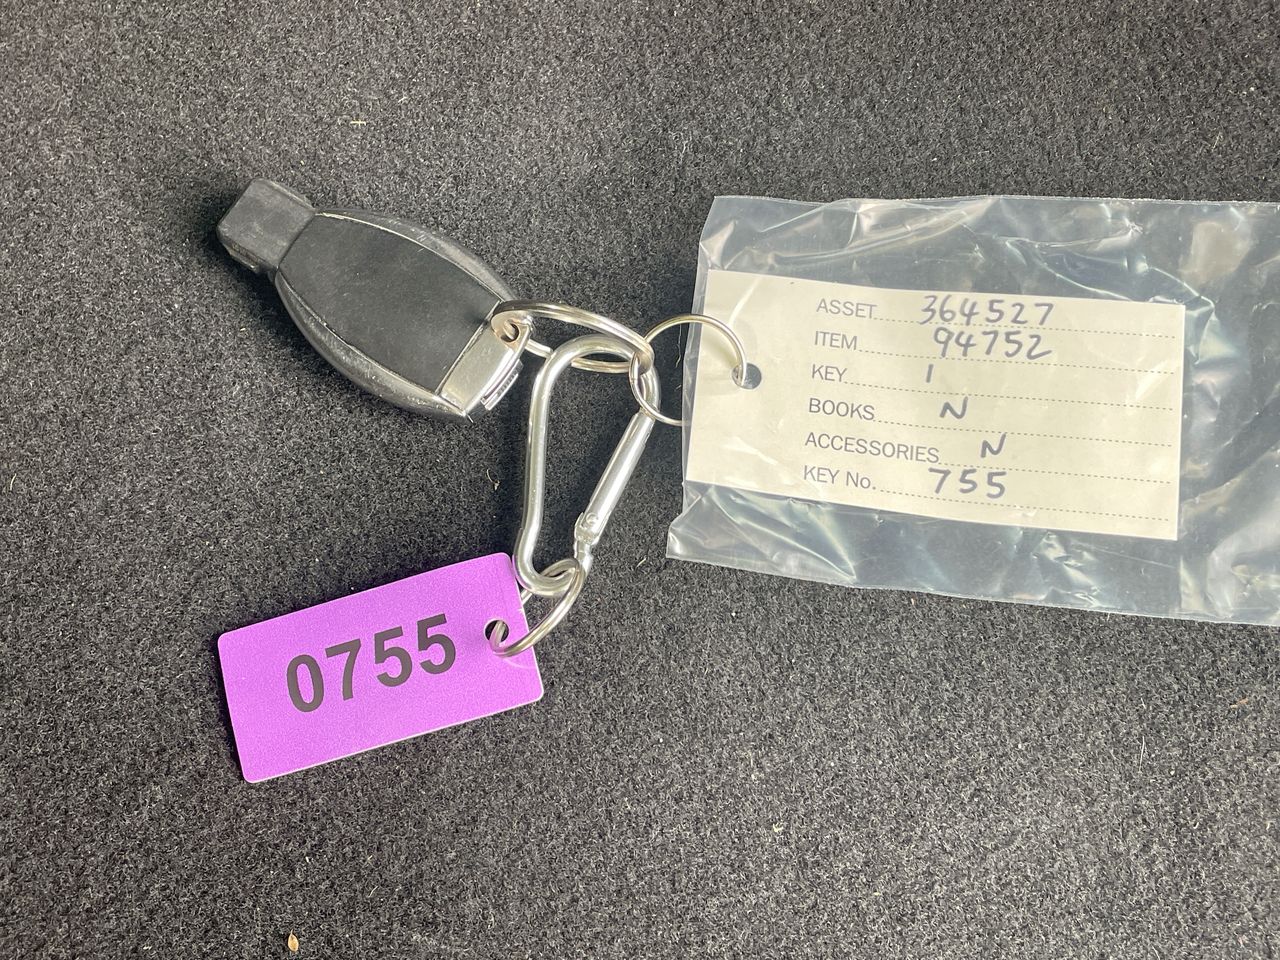 ASSET 364527
ITEM 94752
KEY 1
BOOKS N
ACCESSORIES N
KEY No. 755
0755